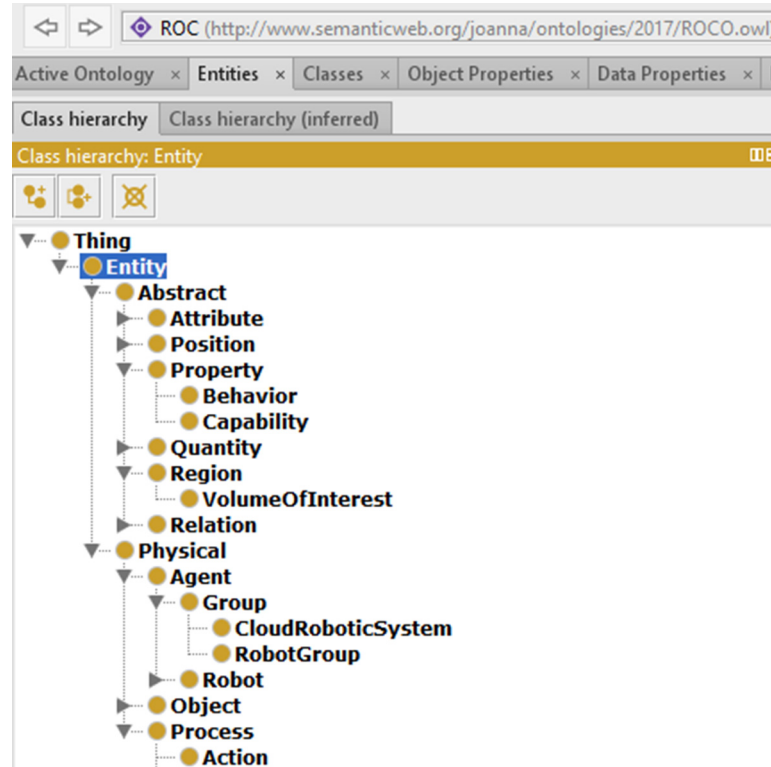 ROC (http://www.semanticweb.org/joanna/ontologies/2017/ROCO.owl
Active Ontology × Entities × Classes × Object Properties × Data Properties ×
Class hierarchy Class hierarchy (inferred)
Class hierarchy: Entity
Thing
Entity
Abstract
Attribute
Position
Property
Behavior
Capability
Quantity
Region
VolumeOfInterest
Relation
Physical
Agent
Group
CloudRoboticSystem
RobotGroup
Robot
Object
Process
Action